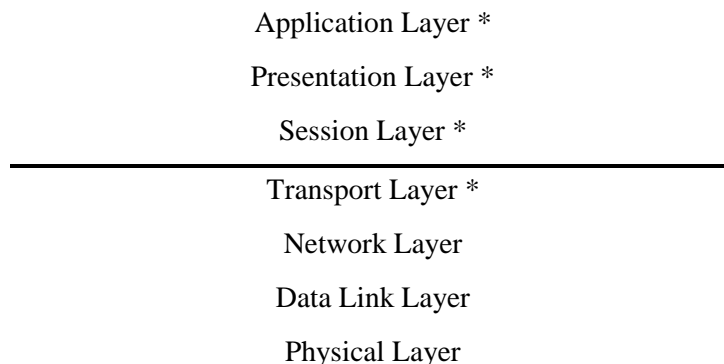 Application Layer *
Presentation Layer *
Session Layer *
Transport Layer *
Network Layer
Data Link Layer
Physical Layer